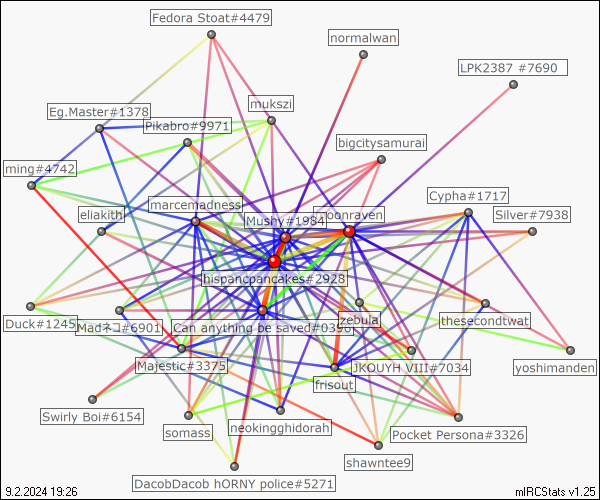 Fedora Stoat#4479
normalwan
LPK2387 #7690
mukszi
Eg.Master#1378
Pikabro#9971
bigcitysamurai
ming#4742
Cypha#1717
marcemadness
eliakith
Mushy#1984
oonraven
Silver#7938
hispancpancakes#2928
Duck#1245
Madネコ#6901
Can anything be saved#0390
zebula
thesecondtwat
Majestic#3375
JKOUYH VIII#7034
yoshimanden
frisout
Swirly Boi#6154
somass
neokingghidorah
Pocket Persona#3326
shawntee9
DacobDacob hORNY police#5271
9.2.2024 19:26
mIRCStats v1.25